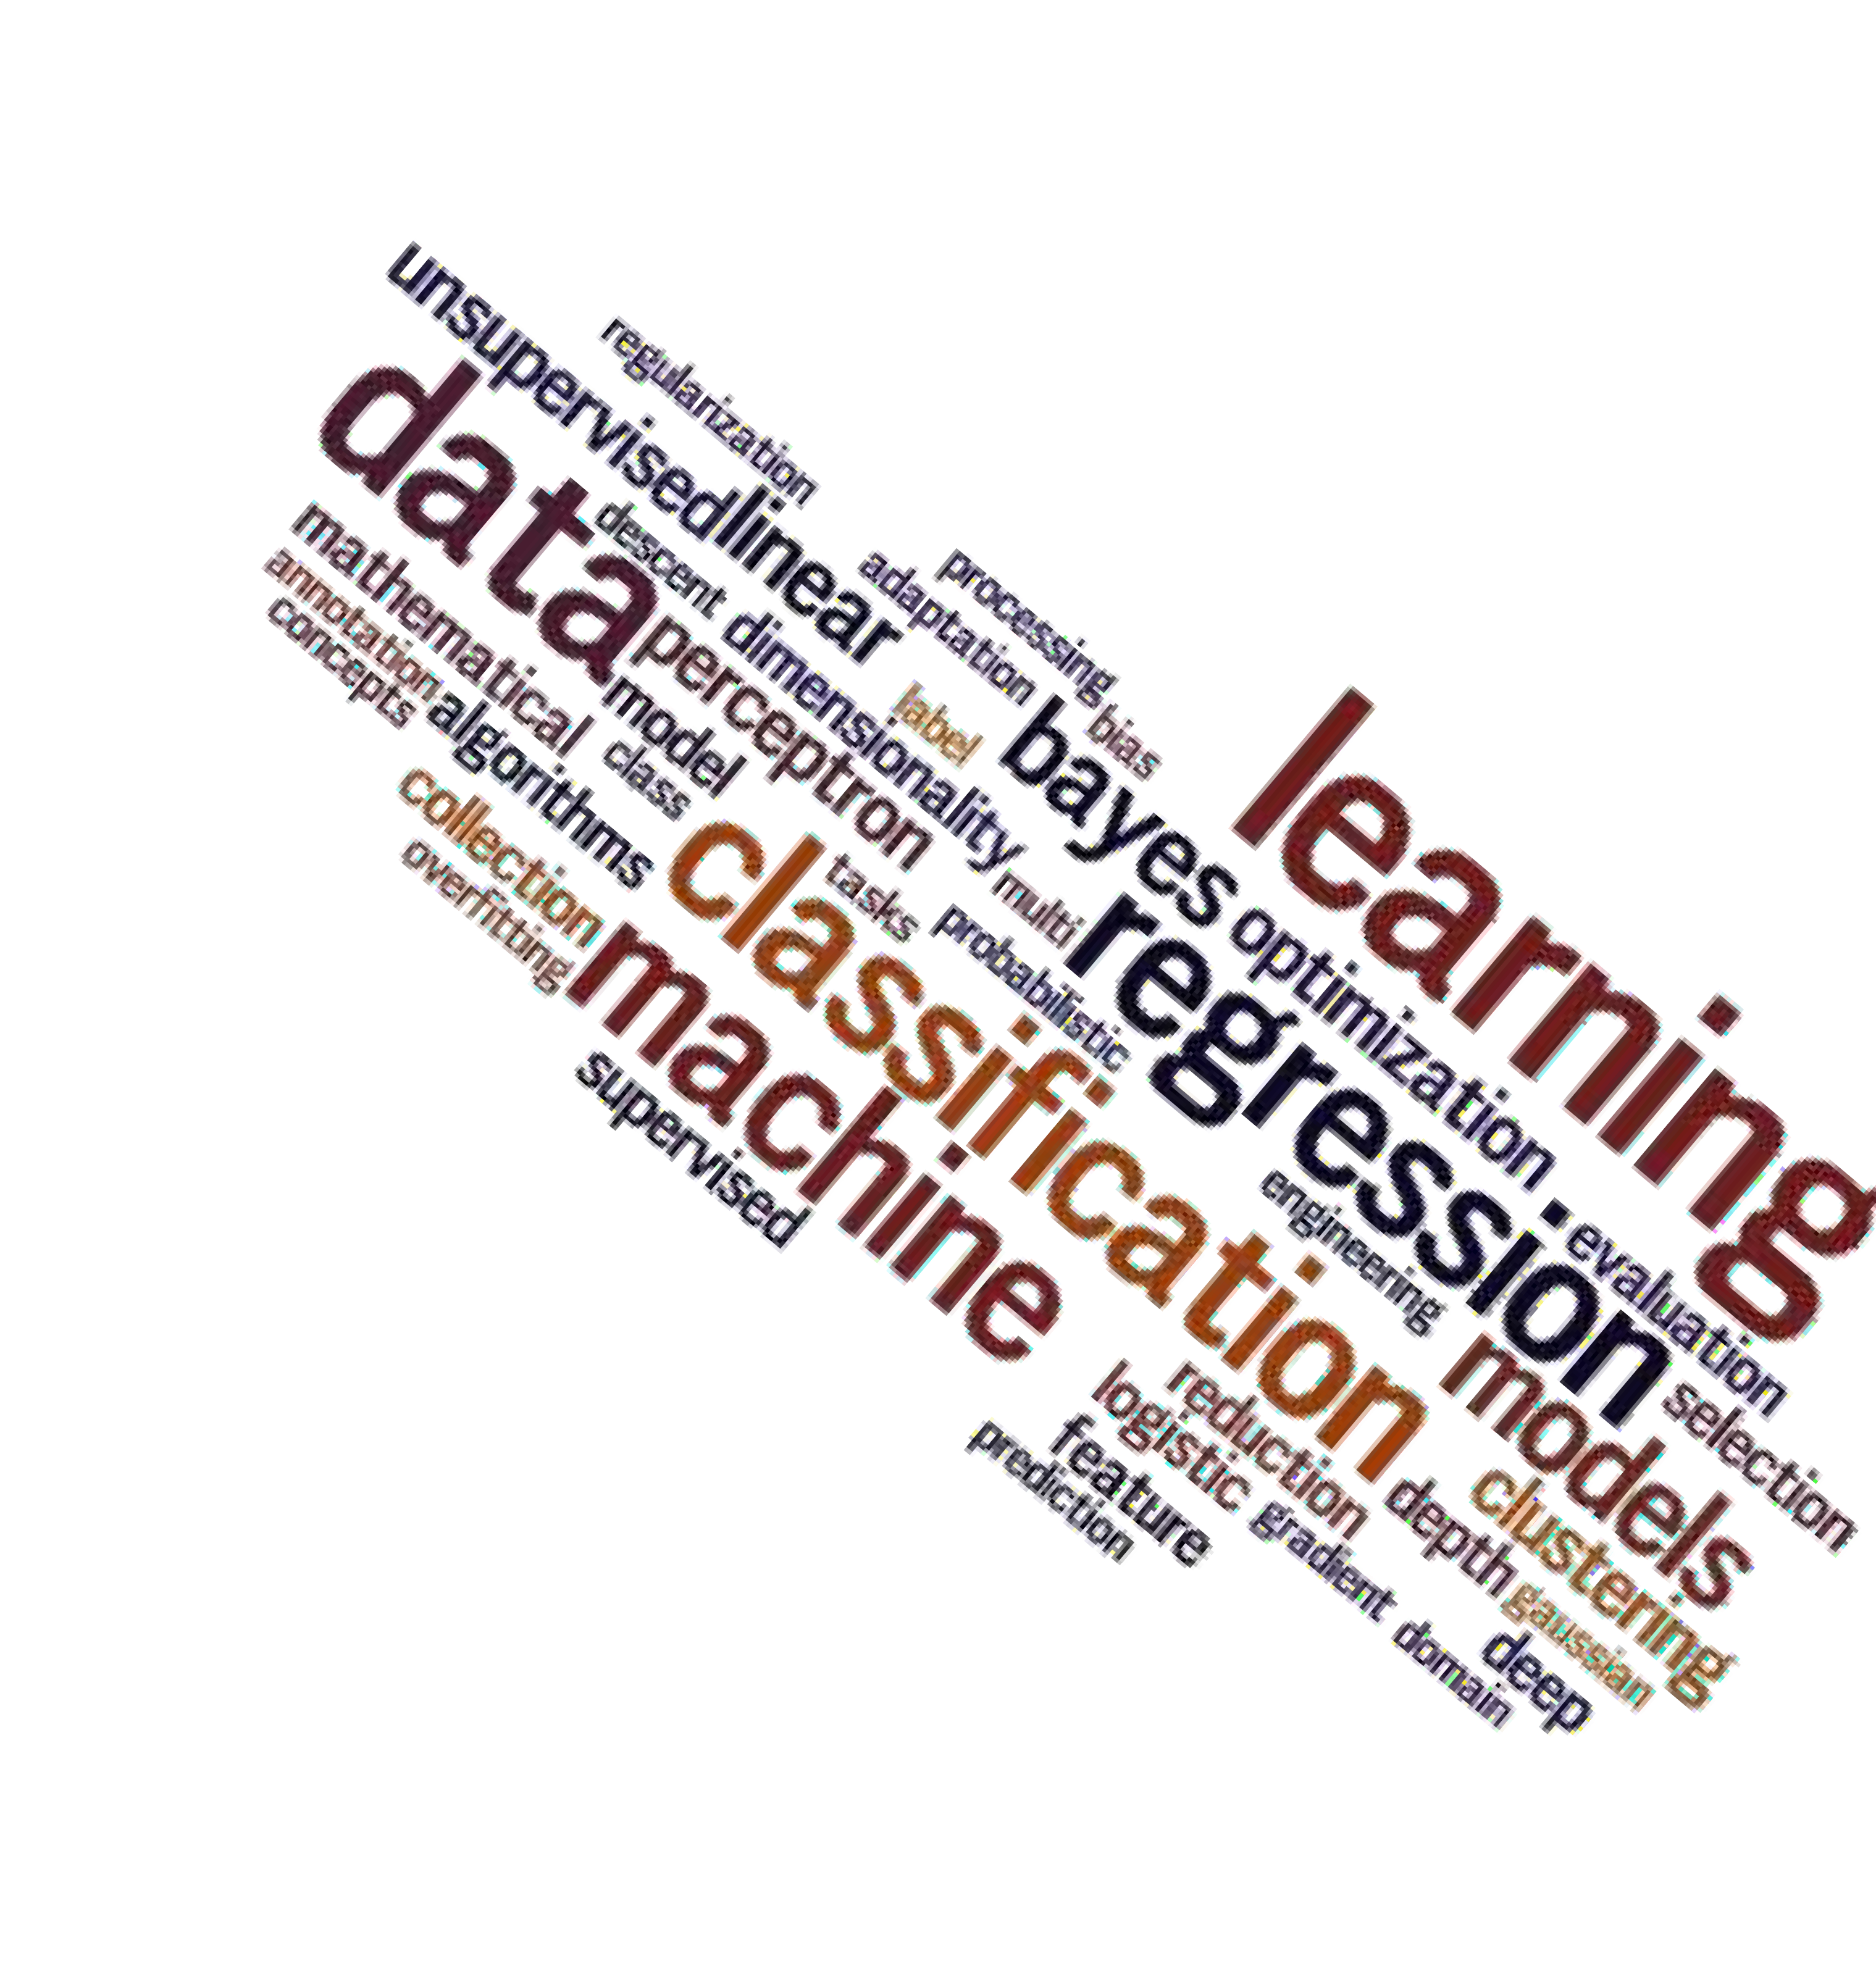 unsupervised
regularization
data
linear
descent
mathematical
annotation
concepts
adaptation
processing
perceptron
dimensionality
label
bias
model
class
algorithms
bayes
learning
collection
overfitting
classification
tasks
multi
probabilistic
regression
optimization
machine
supervised
engineering
evaluation
models
selection
reduction
logistic
feature
prediction
gradient
depth
clustering
gaussian
domain
deep